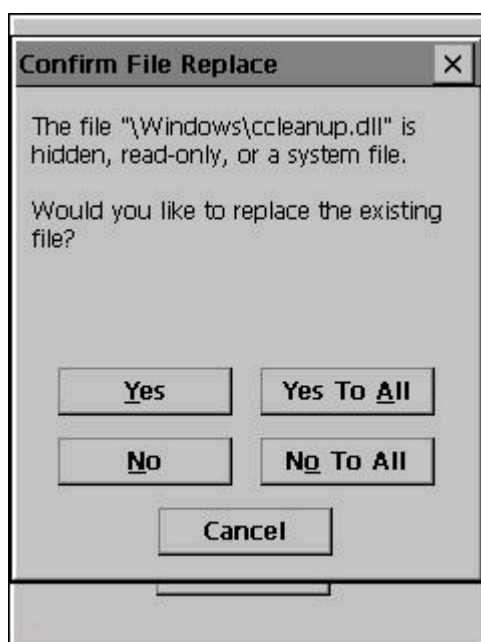 Confirm File Replace
The file "\Windows\ccleanup.dll" is
hidden, read-only, or a system file.
Would you like to replace the existing
file?
Yes
Yes To All
No
No To All
Cancel